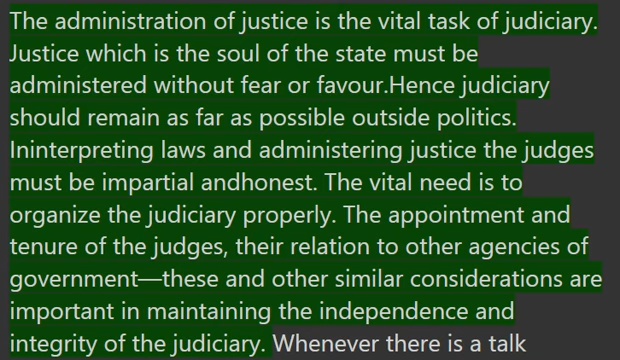 The administration of justice is the vital task of judiciary.
Justice which is the soul of the state must be
administered without fear or favour.Hence judiciary
should remain as far as possible outside politics.
Ininterpreting laws and administering justice the judges
must be impartial andhonest. The vital need is to
organize the judiciary properly. The appointment and
tenure of the judges, their relation to other agencies of
government—these and other similar considerations are
important in maintaining the independence and
integrity of the judiciary. Whenever there is a talk